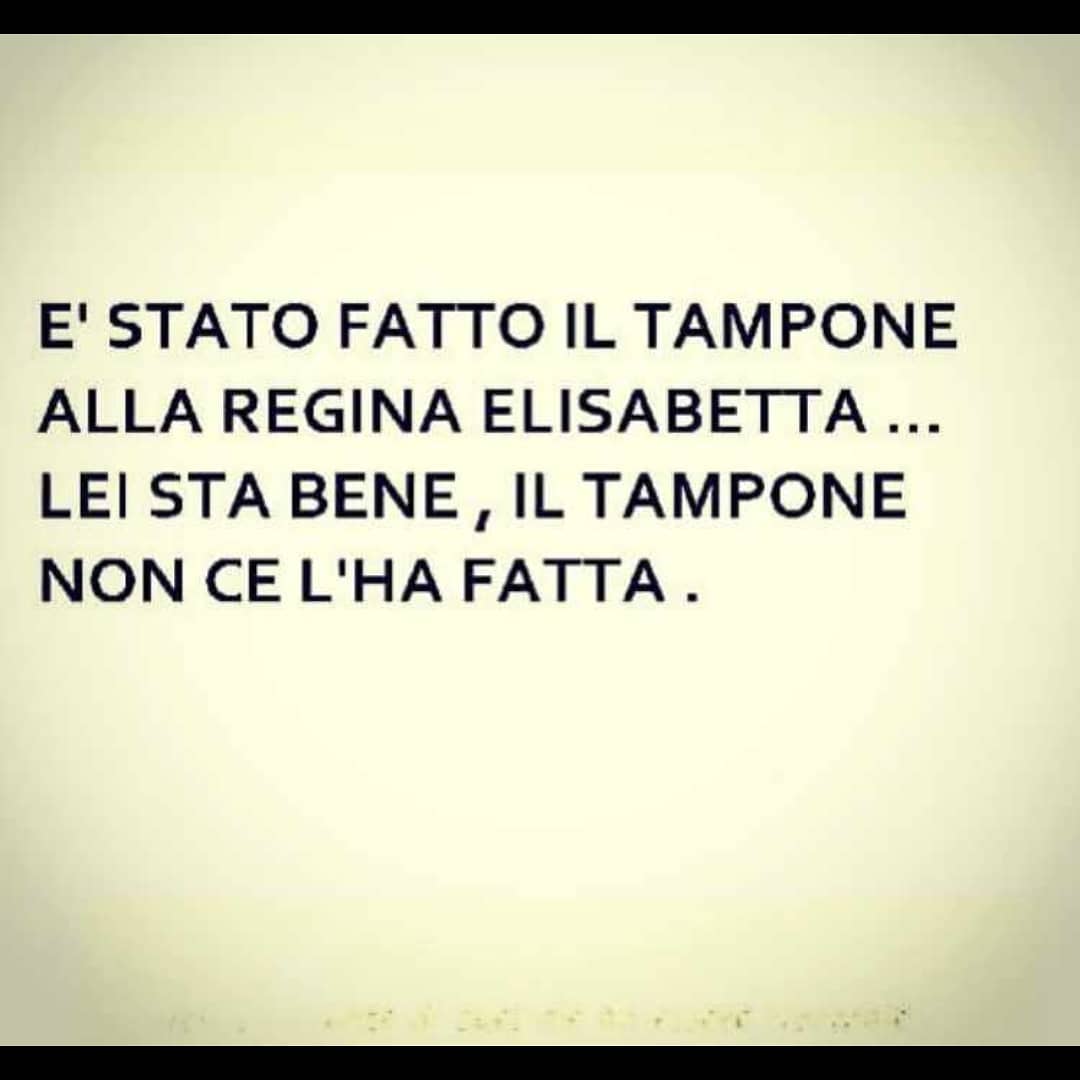 E' STATO FATTO IL TAMPONE
ALLA REGINA ELISABETTA ...
LEI STA BENE , IL TAMPONE
NON CE L'HA FATTA .